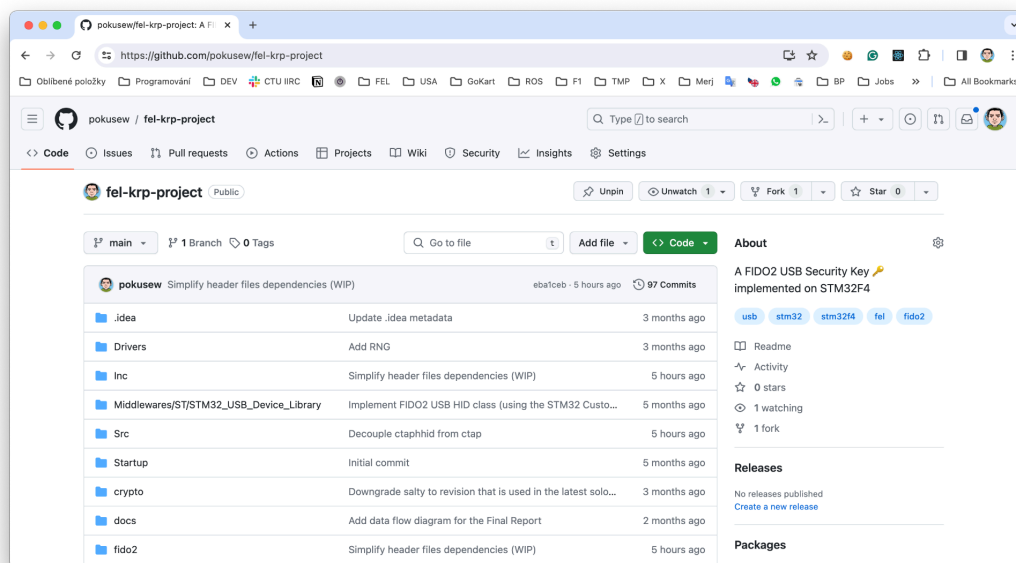 pokusew/fel-krp-project: A FI
https://github.com/pokusew/fel-krp-project
Oblíbené položky Programování DEV CTU IIRC FEL USA GoKart ROS F1 TMP X Merj BP Jobs » All Bookmarks
pokusew / fel-krp-project
Type / to search
Code Issues Pull requests Actions Projects Wiki Security Insights Settings
fel-krp-project Public
Unpin Unwatch 1 Fork 1 Star 0
main 1 Branch 0 Tags
Go to file t Add file Code
pokusew Simplify header files dependencies (WIP) eba1ceb · 5 hours ago 97 Commits
.idea Update .idea metadata 3 months ago
Drivers Add RNG 3 months ago
Inc Simplify header files dependencies (WIP) 5 hours ago
Middlewares/ST/STM32_USB_Device_Library Implement FIDO2 USB HID class (using the STM32 Custo... 5 months ago
Src Decouple ctaphhid from ctap 5 hours ago
Startup Initial commit 5 months ago
crypto Downgrade salty to revision that is used in the latest solo... 3 months ago
docs Add data flow diagram for the Final Report 2 months ago
fido2 Simplify header files dependencies (WIP) 5 hours ago
About
A FIDO2 USB Security Key 🔑
implemented on STM32F4
usb stm32 stm32f4 fel fido2
Readme
Activity
0 stars
1 watching
1 fork
Releases
No releases published
Create a new release
Packages